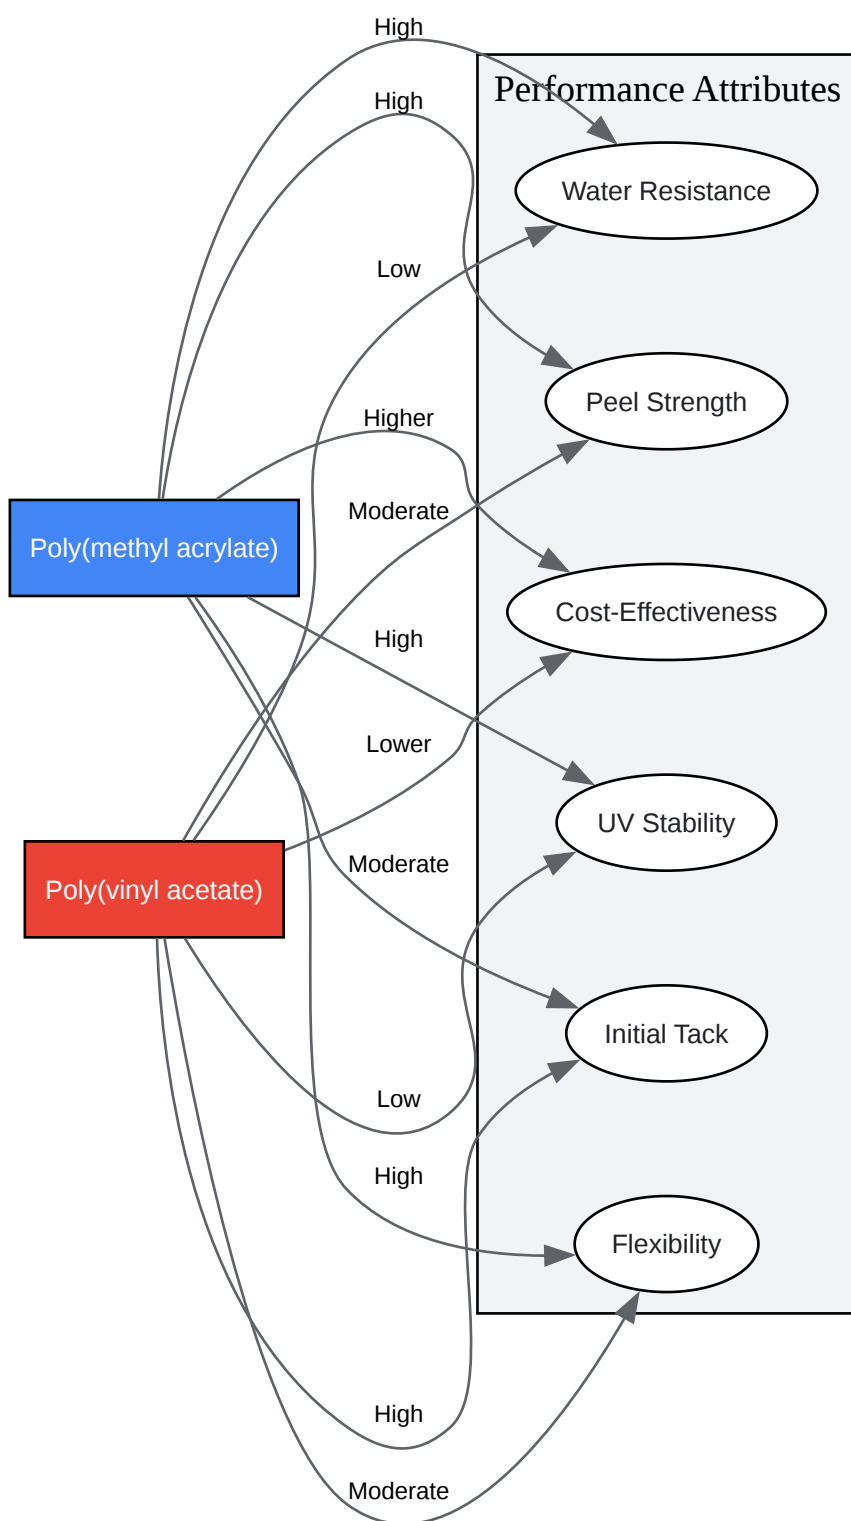 High
Performance Attributes
High
Water Resistance
Low
Peel Strength
Higher
Moderate
Poly(methyl acrylate)
Cost-Effectiveness
High
Lower
UV Stability
Moderate
Poly(vinyl acetate)
Initial Tack
Low
High
Flexibility
High
Moderate